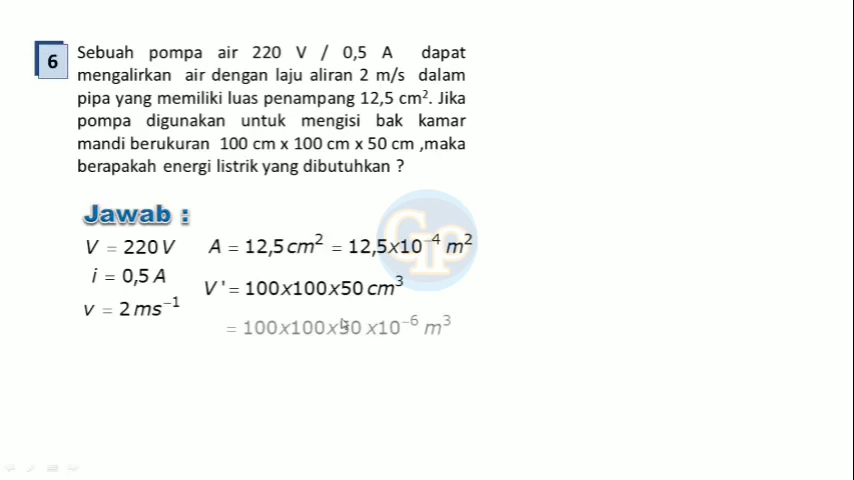 6
Sebuah pompa air 220 V / 0,5 A dapat
mengalirkan air dengan laju aliran 2 m/s dalam
pipa yang memiliki luas penampang 12,5 cm². Jika
pompa digunakan untuk mengisi bak kamar
mandi berukuran 100 cm x 100 cm x 50 cm ,maka
berapakah energi listrik yang dibutuhkan ?
Jawab :
V = 220 V
i = 0,5 A
v = 2 ms⁻¹
A = 12,5 cm² = 12,5x10⁻⁴ m²
V ' = 100x100x50 cm³
= 100x100x50 x10⁻⁶ m³
Gp